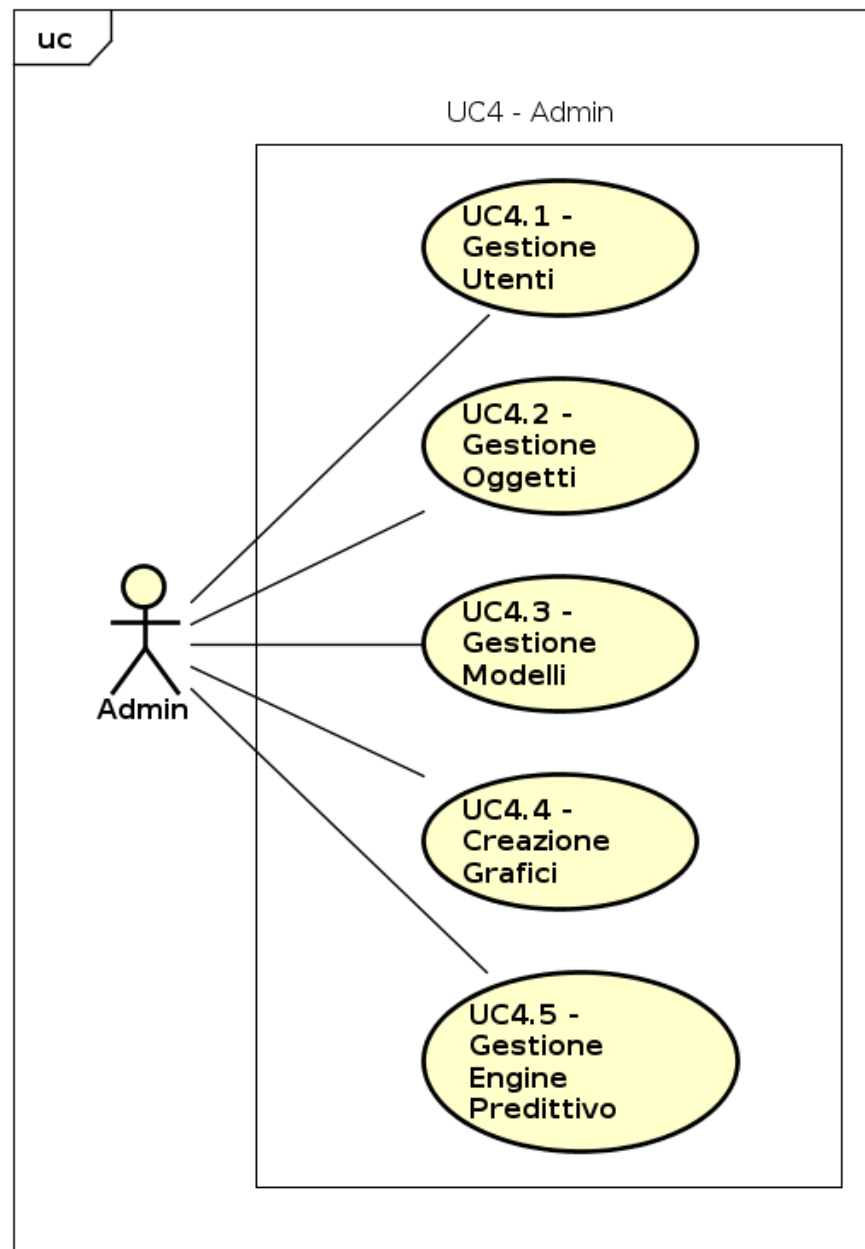 uc
UC4 - Admin
UC4.1 -
Gestione
Utenti
UC4.2 -
Gestione
Oggetti
UC4.3 -
Gestione
Modelli
Admin
UC4.4 -
Creazione
Grafici
UC4.5 -
Gestione
Engine
Predittivo